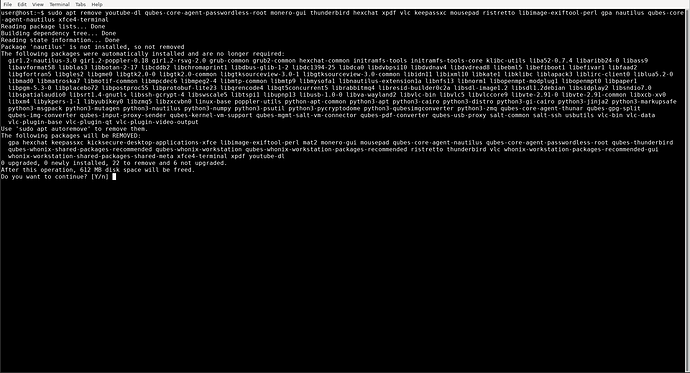 File Edit View Terminal Tabs Help
user@host:~$ sudo apt remove youtube-dl qubes-core-agent-passwordless-root monero-gui thunderbird hexchat xpdf vlc keepassxc mousepad ristretto libimage-exiftool-perl gpa nautilus qubes-core
-agent-nautilus xfce4-terminal
Reading package lists... Done
Building dependency tree... Done
Reading state information... Done
Package 'nautilus' is not installed, so not removed
The following packages were automatically installed and are no longer required:
gir1.2-nautilus-3.0 gir1.2-poppler-0.18 gir1.2-rsvg-2.0 grub-common grub2-common hexchat-common initramfs-tools initramfs-tools-core klibc-utils liba52-0.7.4 libaribb24-0 libass9
libavformat58 libblas3 libbotan-2-17 libcddb2 libchromaprint1 libdbus-glib-1-2 libdc1394-25 libdca0 libdvbpsi10 libdvdnav4 libdvdread8 libebml5 libefiboot1 libefivar1 libfaad2
libgfortran5 libgles2 libgme0 libgtk2.0-0 libgtk2.0-common libgtksourceview-3.0-1 libgtksourceview-3.0-common libidn11 libixml10 libkate1 libklibc liblapack3 liblirc-client0 liblua5.2-0
libmad0 libmatroska7 libmotif-common libmpcdec6 libmpeg2-4 libmtp-common libmtp9 libmysofa1 libnautilus-extension1a libnfs13 libnorm1 libopenmpt-modplug1 libopenmpt0 libpaper1
libpgm-5.3-0 libplacebo72 libpostproc55 libprotobuf-lite23 libqrencode4 libqt5concurrent5 librabbitmq4 libresid-builder0c2a libsdl-image1.2 libsdl1.2debian libsidplay2 libsndio7.0
libspatialaudio0 libsrt1.4-gnutls libssh-gcrypt-4 libswscale5 libtspi1 libupnp13 libusb-1.0-0 libva-wayland2 libvlc-bin libvlc5 libvlccore9 libvte-2.91-0 libvte-2.91-common libxcb-xv0
libxm4 libykpers-1-1 libyubikey0 libzmq5 libzxcvbn0 linux-base poppler-utils python-apt-common python3-apt python3-cairo python3-distro python3-gi-cairo python3-jinja2 python3-markupsafe
python3-msgpack python3-mutagen python3-nautilus python3-numpy python3-psutil python3-pycryptodome python3-qubesimgconverter python3-zmq qubes-core-agent-thunar qubes-gpg-split
qubes-img-converter qubes-input-proxy-sender qubes-kernel-vm-support qubes-mgmt-salt-vm-connector qubes-pdf-converter qubes-usb-proxy salt-common salt-ssh usbutils vlc-bin vlc-data
vlc-plugin-base vlc-plugin-qt vlc-plugin-video-output
Use 'sudo apt autoremove' to remove them.
The following packages will be REMOVED:
gpa hexchat keepassxc kicksecure-desktop-applications-xfce libimage-exiftool-perl mat2 monero-gui mousepad qubes-core-agent-nautilus qubes-core-agent-passwordless-root qubes-thunderbird
qubes-whonix-shared-packages-recommended qubes-whonix-workstation qubes-whonix-workstation-packages-recommended ristretto thunderbird vlc whonix-workstation-packages-recommended-gui
whonix-workstation-shared-packages-shared-meta xfce4-terminal xpdf youtube-dl
0 upgraded, 0 newly installed, 22 to remove and 6 not upgraded.
After this operation, 612 MB disk space will be freed.
Do you want to continue? [Y/n]